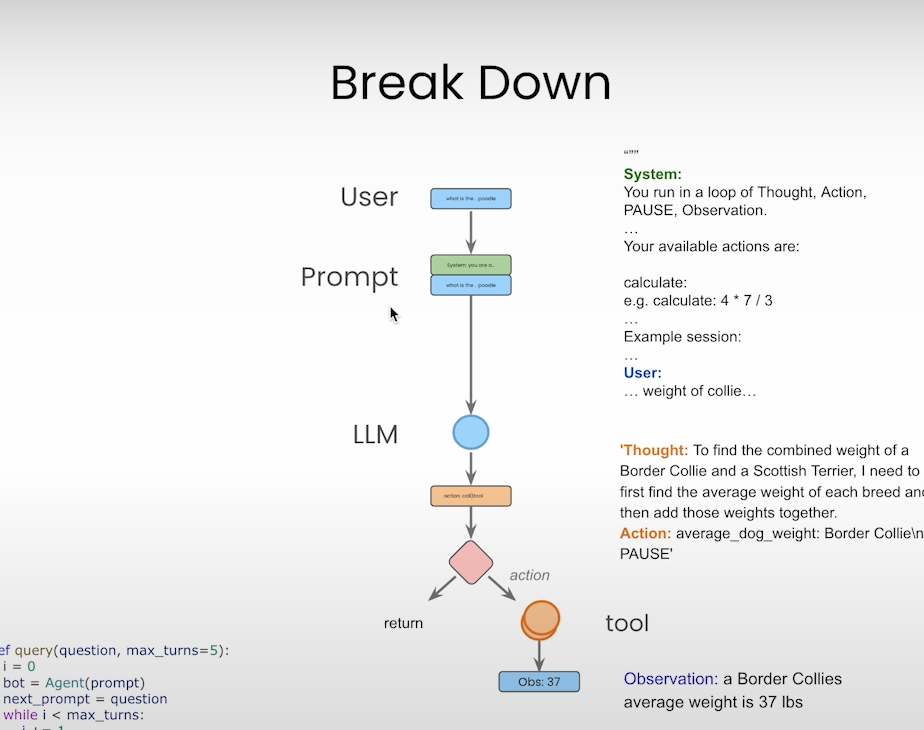 Break Down
User
what is the .. poodle
Prompt
System: you are a..
what is the .. poodle
LLM
action: call tool
action
return
tool
Obs: 37
"""
System:
You run in a loop of Thought, Action,
PAUSE, Observation.
…
Your available actions are:
calculate:
e.g. calculate: 4 * 7 / 3
…
Example session:
…
User:
… weight of collie…
'Thought: To find the combined weight of a
Border Collie and a Scottish Terrier, I need to
first find the average weight of each breed and
then add those weights together.
Action: average_dog_weight: Border Collie\n
PAUSE'
Observation: a Border Collies
average weight is 37 lbs
ef query(question, max_turns=5):
i = 0
bot = Agent(prompt)
next_prompt = question
while i < max_turns: